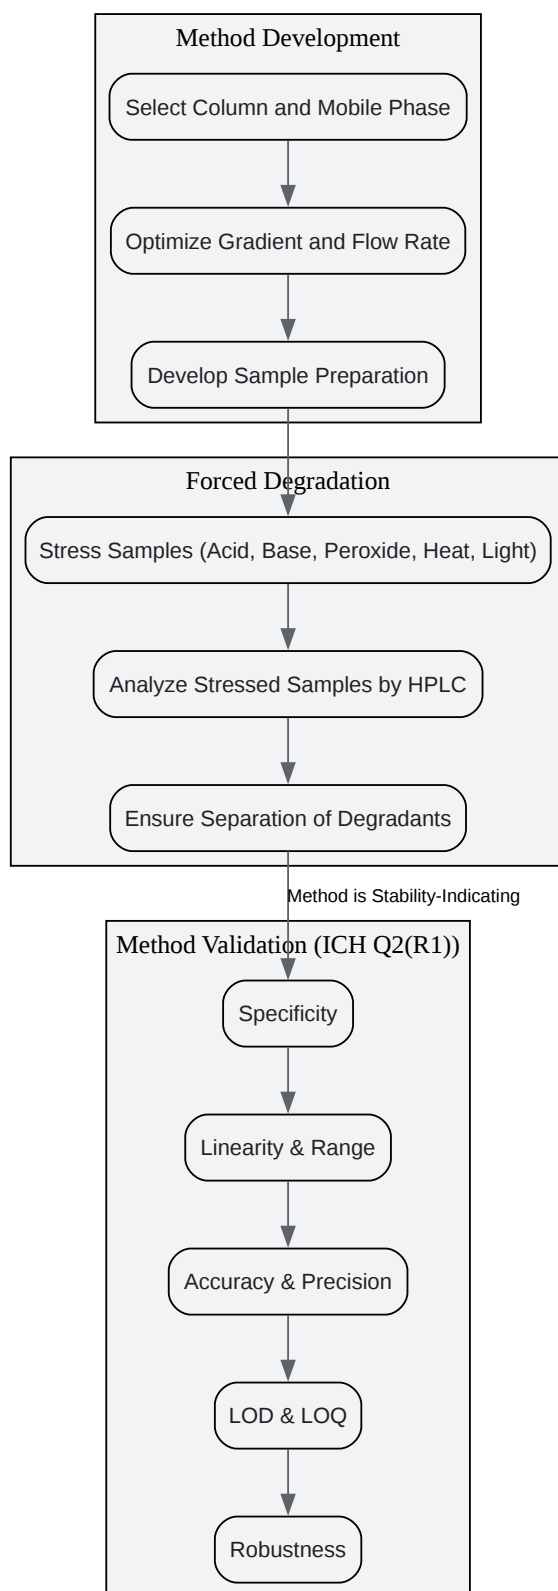 Method Development
Select Column and Mobile Phase
Optimize Gradient and Flow Rate
Develop Sample Preparation
Forced Degradation
Stress Samples (Acid, Base, Peroxide, Heat, Light)
Analyze Stressed Samples by HPLC
Ensure Separation of Degradants
Method is Stability-Indicating
Method Validation (ICH Q2(R1))
Specificity
Linearity & Range
Accuracy & Precision
LOD & LOQ
Robustness